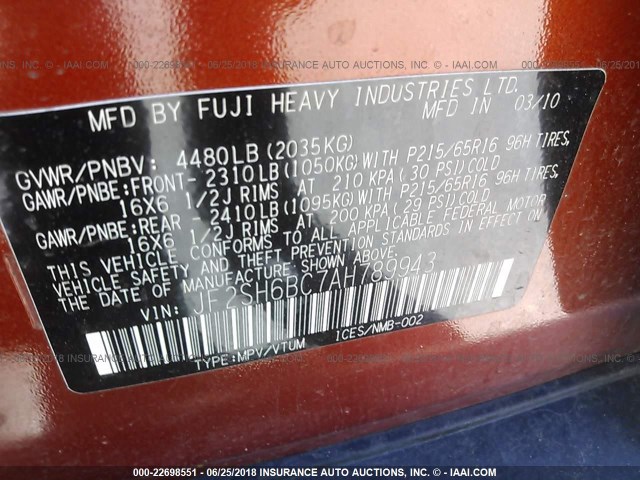 MFD BY FUJI HEAVY INDUSTRIES LTD.
MFD IN 03/10
GVWR/PNBV: 4480LB (2035KG)
GAWR/PNBE:FRONT- 2310LB (1050KG) WITH P215/65R16 96H TIRES,
16X6 1/2J RIMS AT 210 KPA (30 PSI) COLD
GAWR/PNBE:REAR - 2410LB (1095KG) WITH P215/65R16 96H TIRES,
16X6 1/2J RIMS AT 200 KPA (29 PSI) COLD
THIS VEHICLE CONFORMS TO ALL APPLICABLE FEDERAL MOTOR
VEHICLE SAFETY AND THEFT PREVENTION STANDARDS IN EFFECT ON
THE DATE OF MANUFACTURE SHOWN ABOVE.
VIN: JF2SH6BC7AH789943
TYPE:MPV/VTUM ICES/NMB-002
000-22698551 - 06/25/2018 INSURANCE AUTO AUCTIONS, INC. - © IAAI.COM